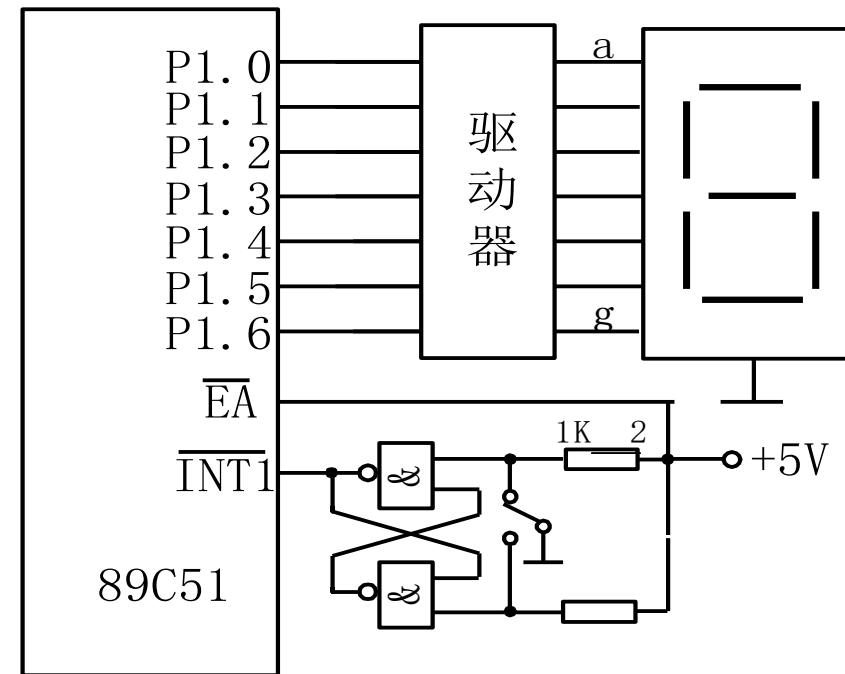 P1.0
a
P1.1
P1.2
P1.3
P1.4
P1.5
P1.6
g
驱
动
器
EA
1K 2
+5V
INT1
&
&
89C51